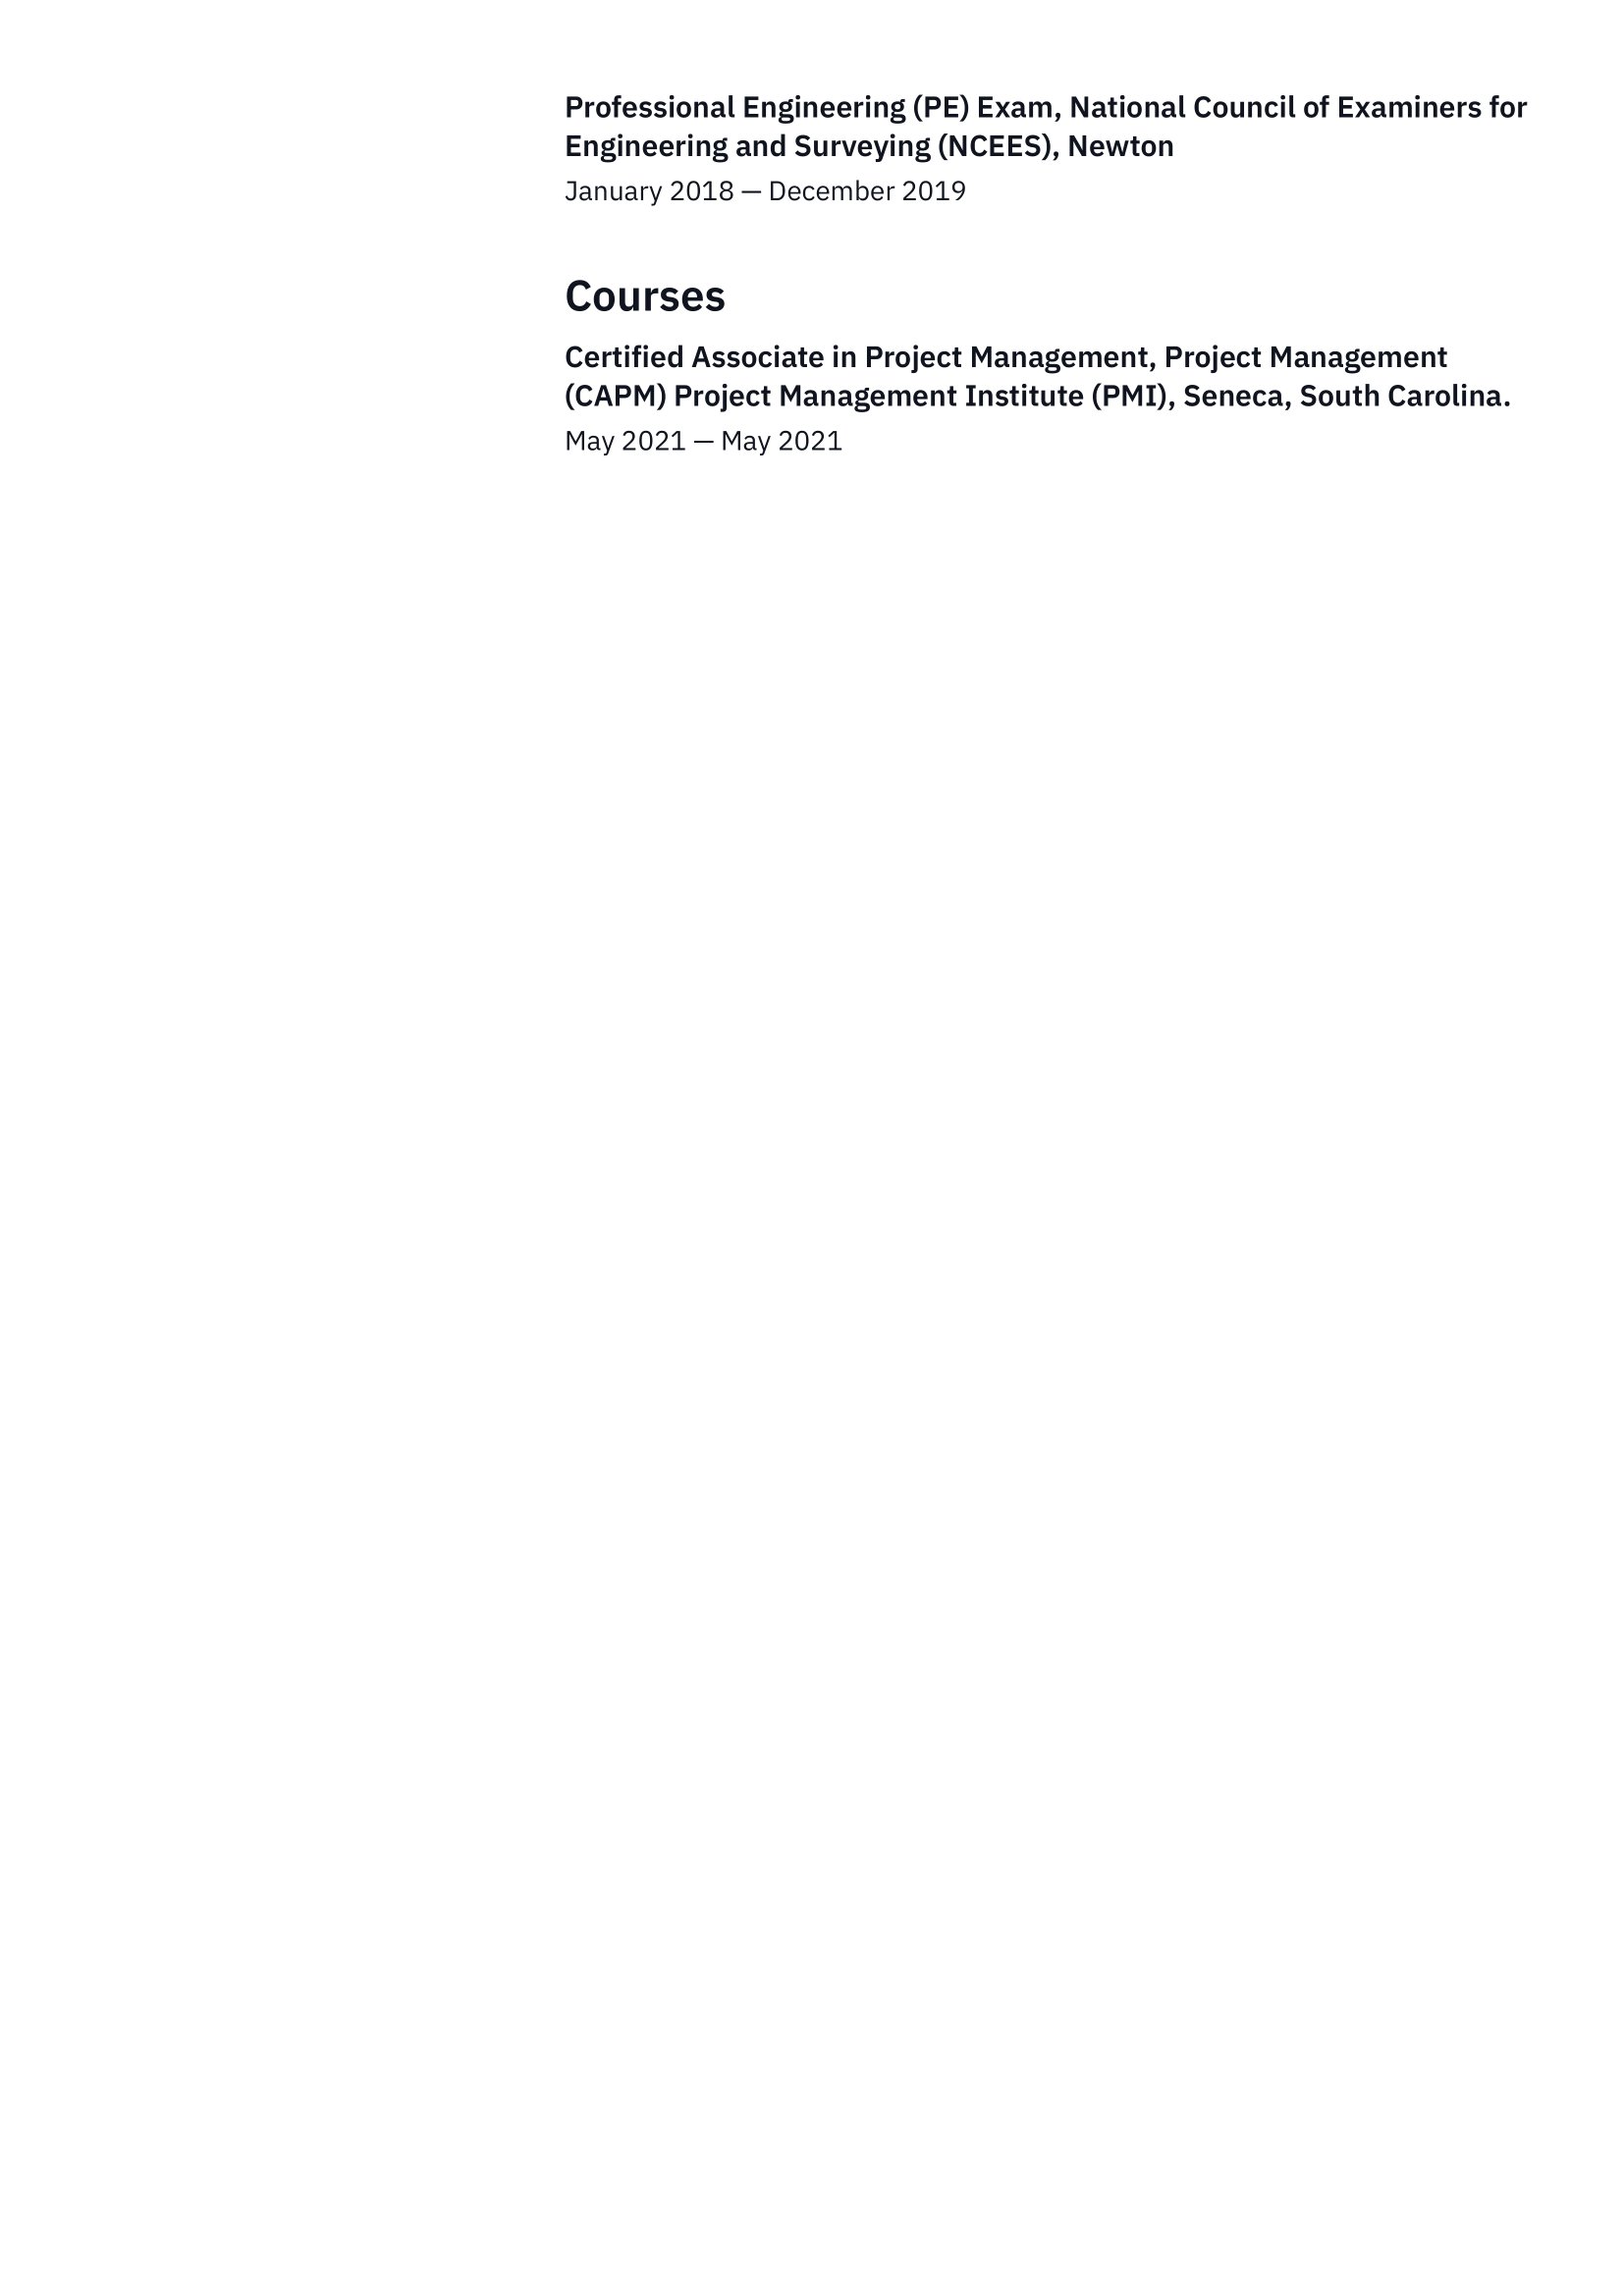 Professional Engineering (PE) Exam, National Council of Examiners for
Engineering and Surveying (NCEES), Newton
January 2018 — December 2019
Courses
Certified Associate in Project Management, Project Management
(CAPM) Project Management Institute (PMI), Seneca, South Carolina.
May 2021 — May 2021